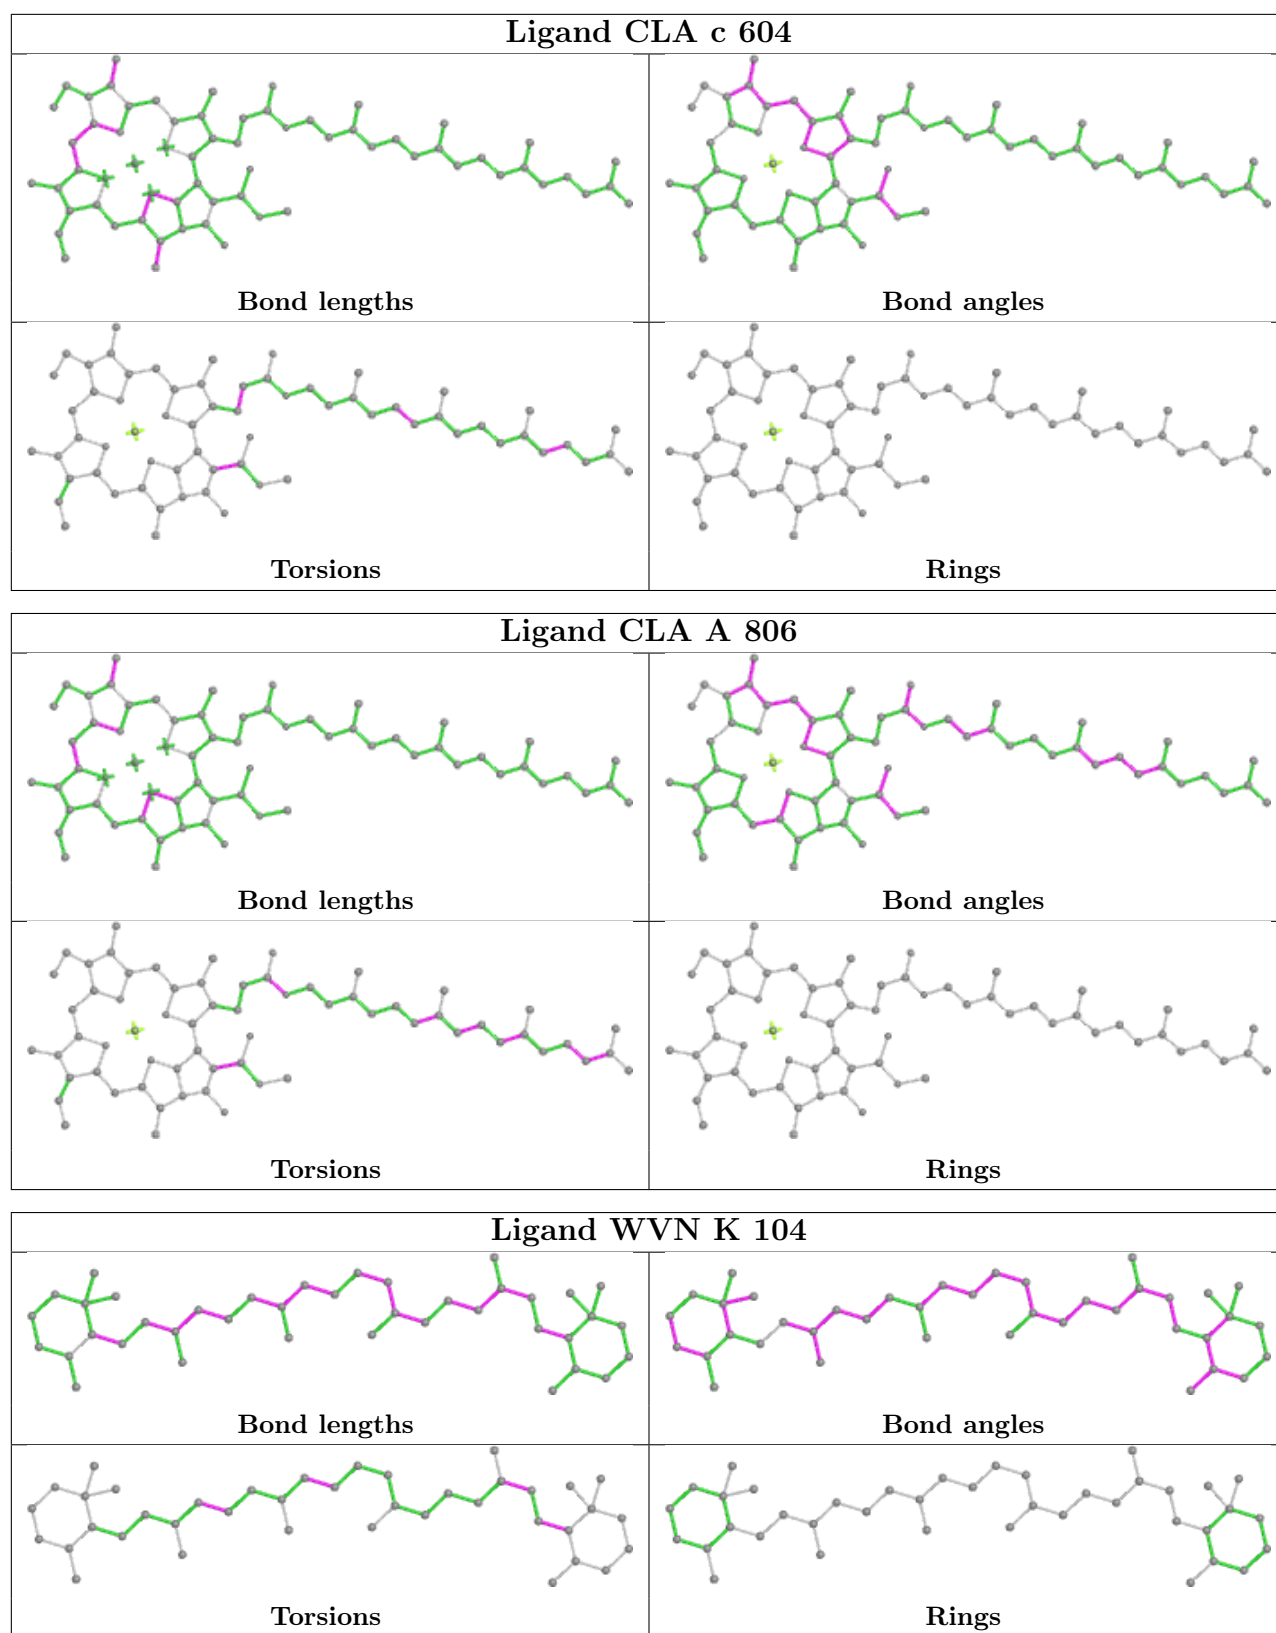 Ligand CLA c 604
Bond lengths
Bond angles
Torsions
Rings
Ligand CLA A 806
Bond lengths
Bond angles
Torsions
Rings
Ligand WVN K 104
Bond lengths
Bond angles
Torsions
Rings